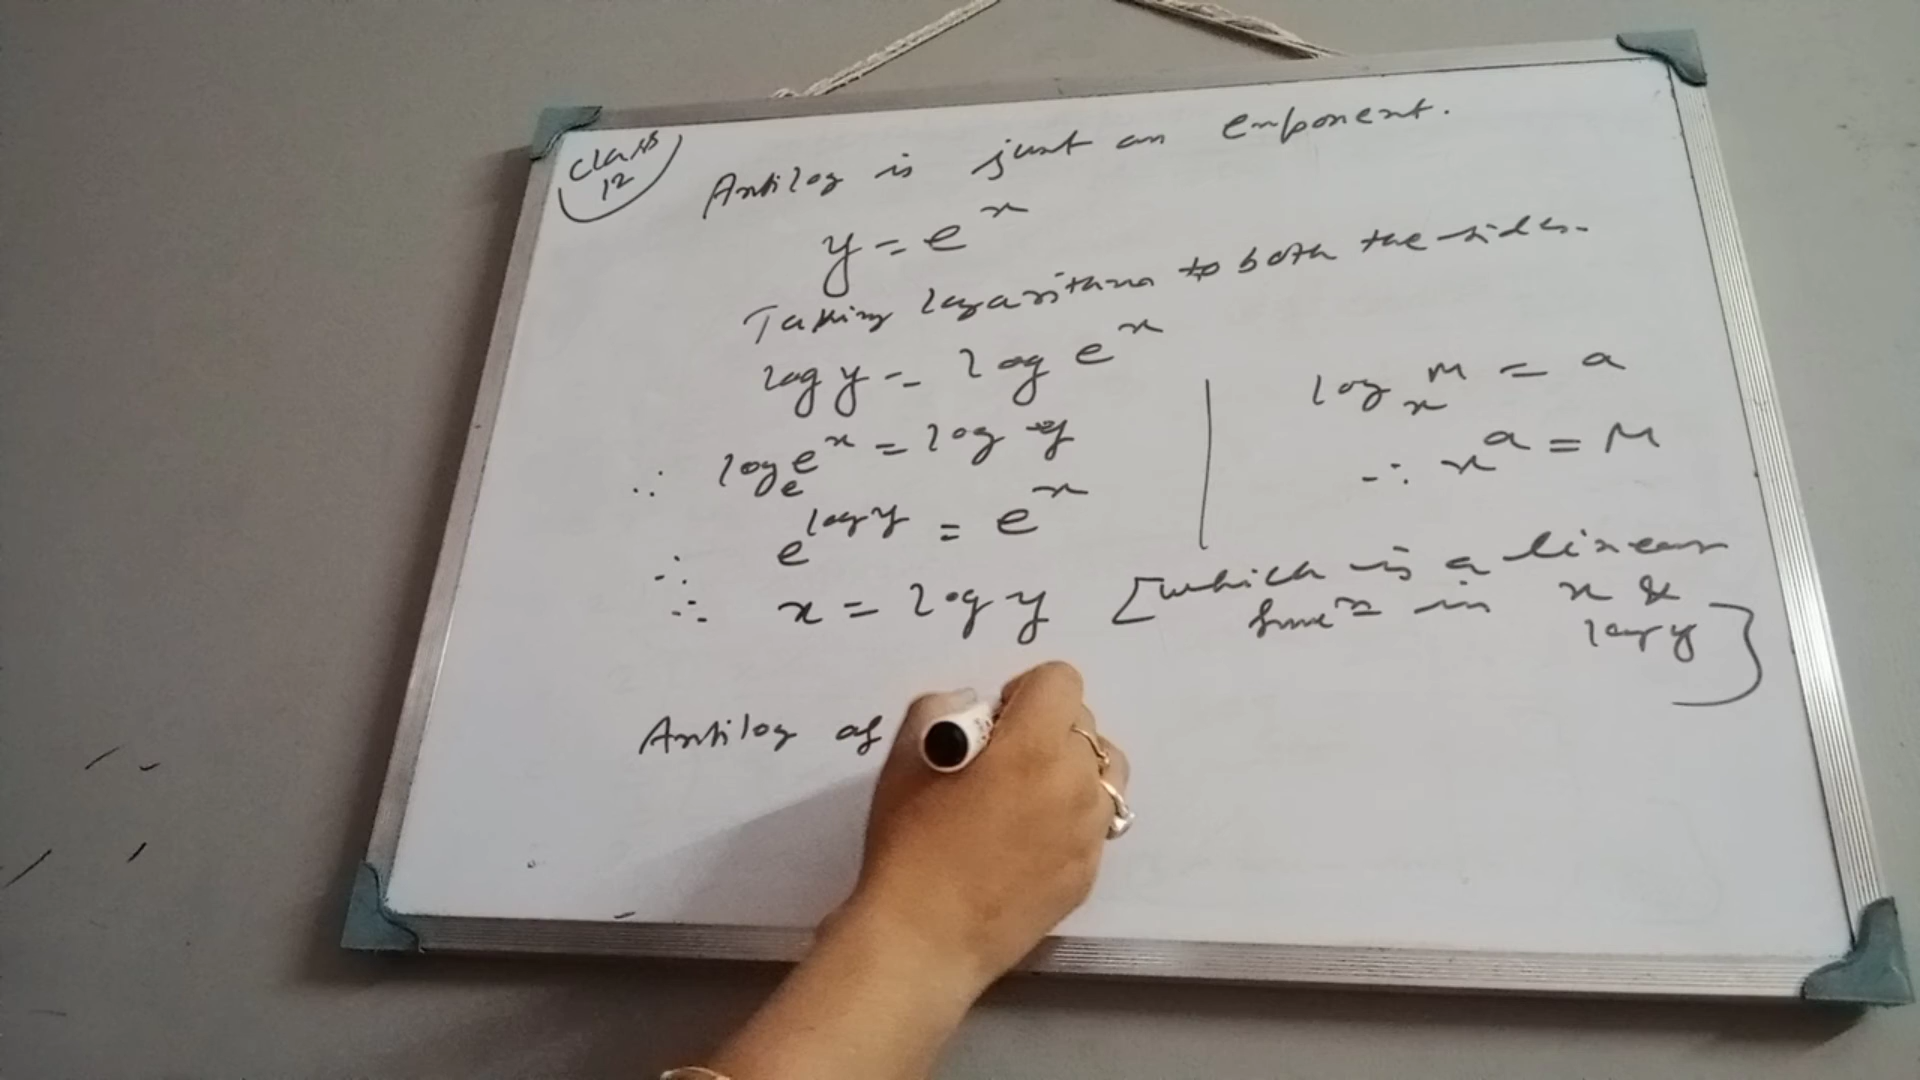 Class
12
Antilog is just an exponent.
y = e^x
Taking logarithm to both the sides.
log y = log e^x
∴ log_e e^x = log y
∴ e^log y = e^x
∴ x = log y [which is a linear
funcⁿ in x &
log y]
log_x M = a
∴ x^a = M
Antilog of